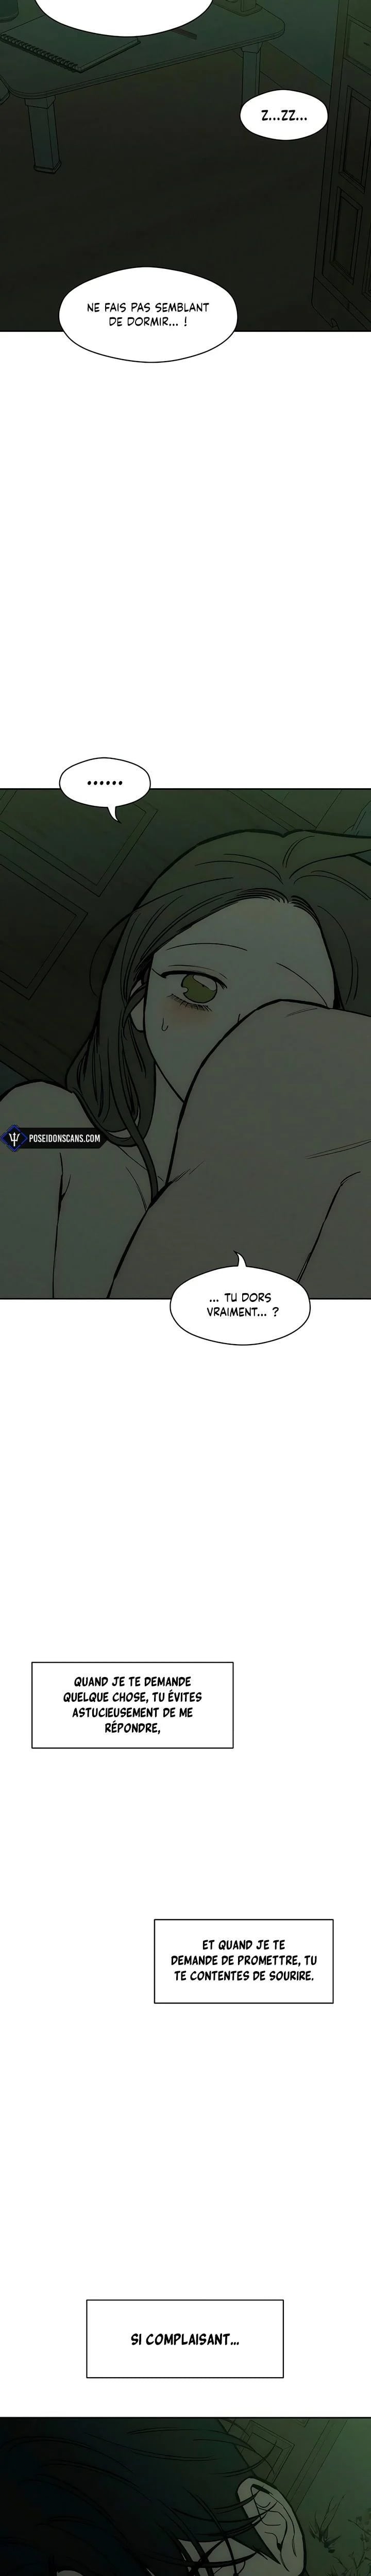 Z...ZZ...
NE FAIS PAS SEMBLANT
DE DORMIR... !
......
POSEIDONSCANS.COM
... TU DORS
VRAIMENT... ?
QUAND JE TE DEMANDE
QUELQUE CHOSE, TU ÉVITES
ASTUCIEUSEMENT DE ME
RÉPONDRE,
ET QUAND JE TE
DEMANDE DE PROMETTRE, TU
TE CONTENTES DE SOURIRE.
SI COMPLAISANT...